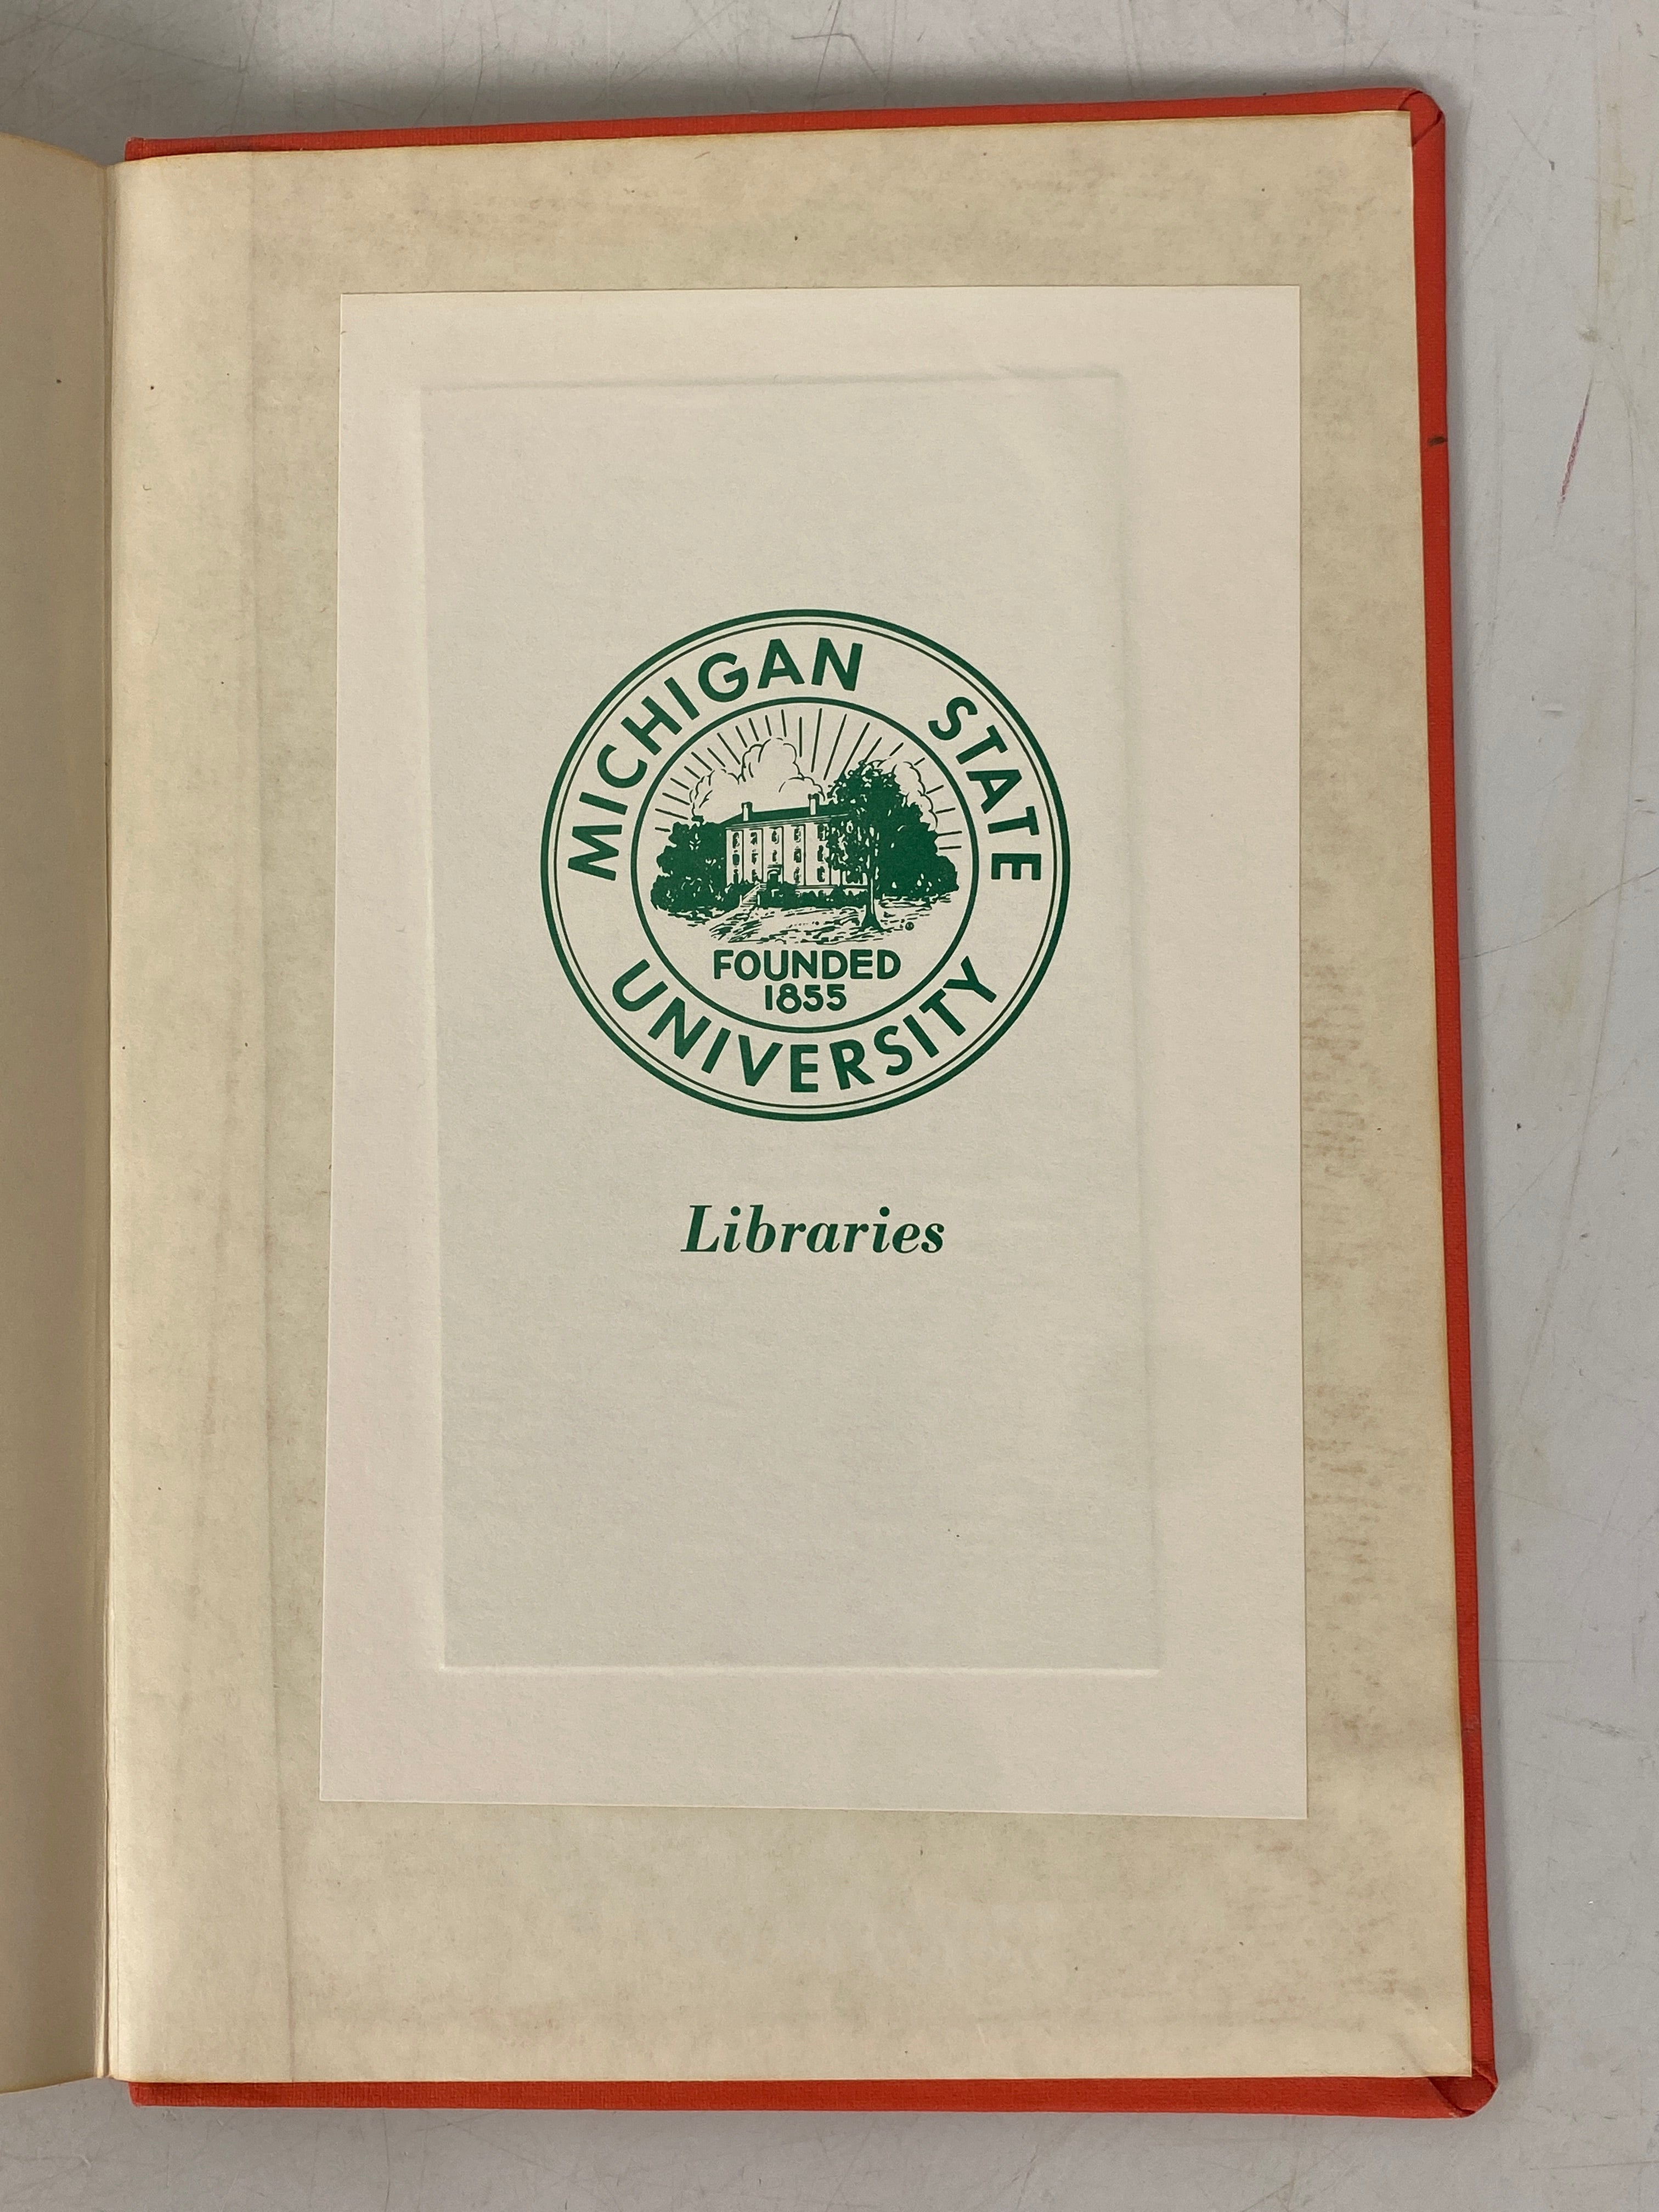 MICHIGAN STATE
UNIVERSITY
FOUNDED
1855
Libraries